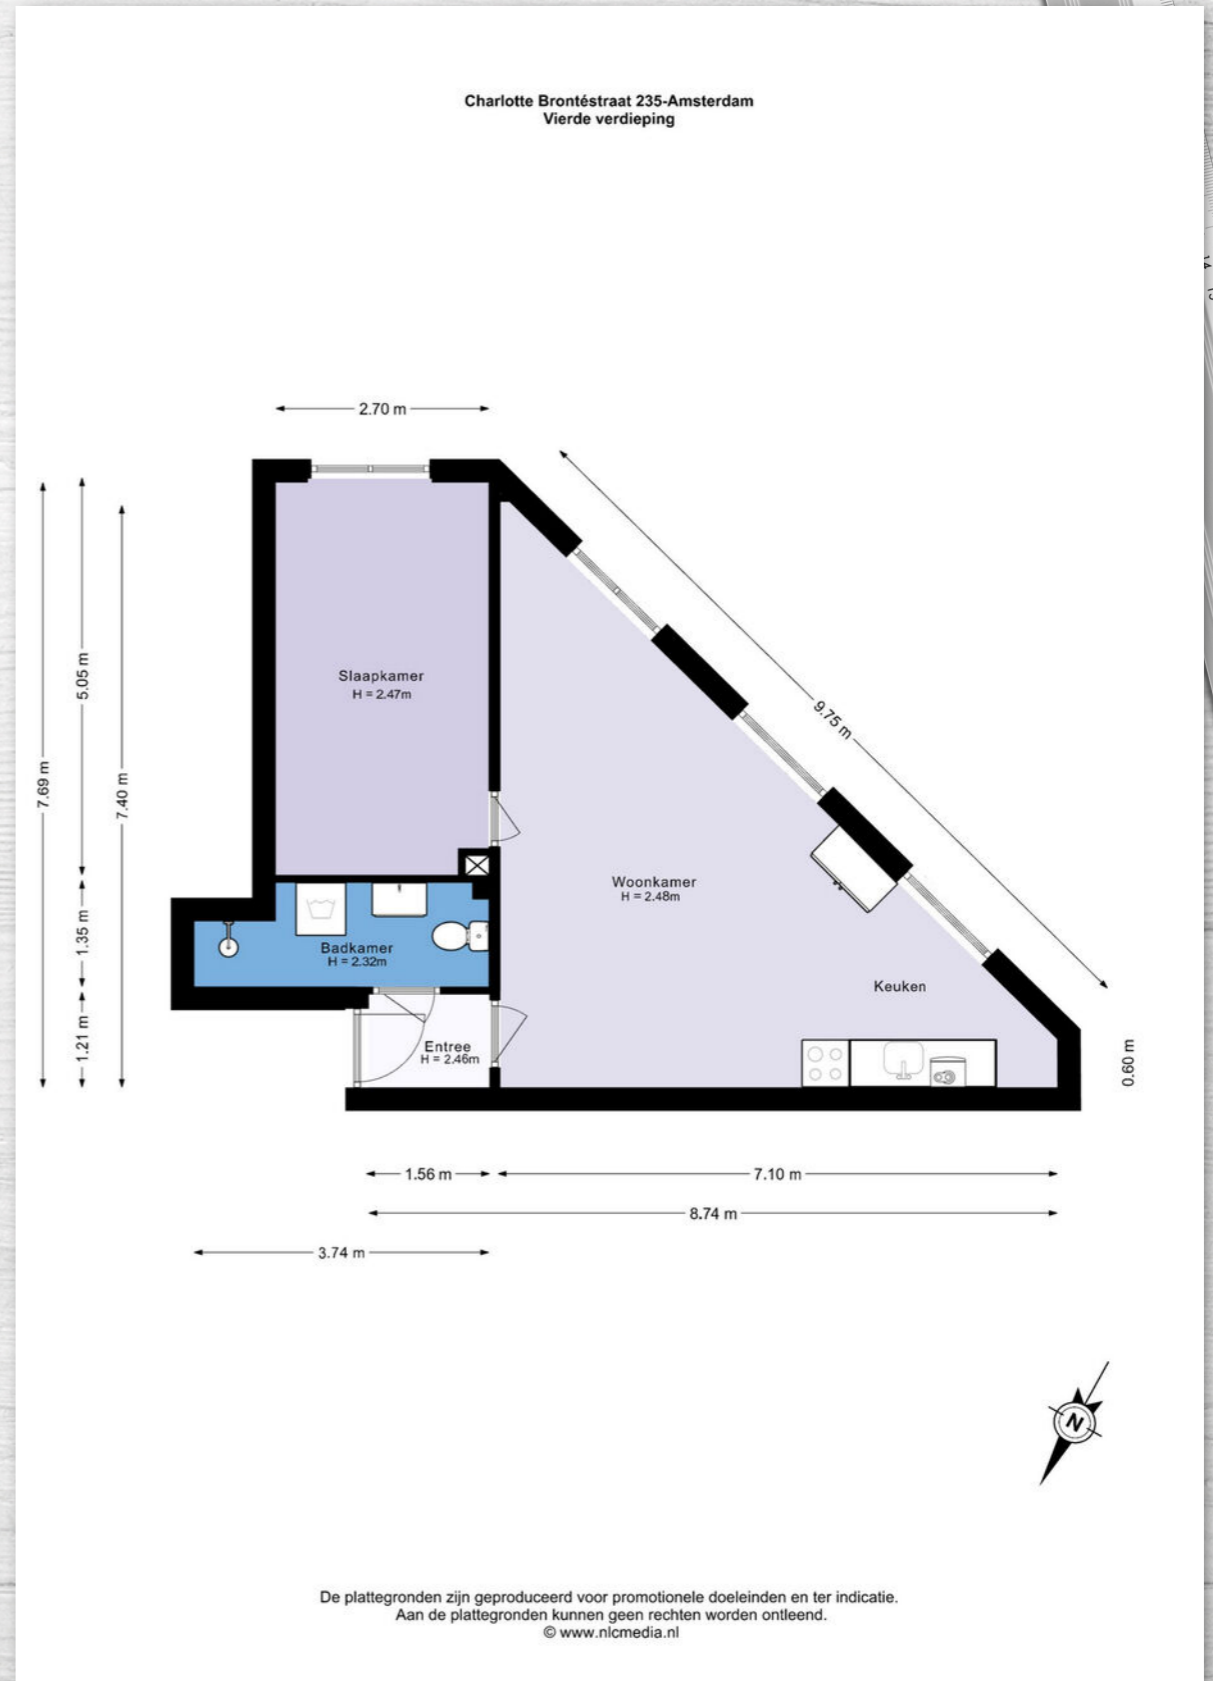 Charlotte Brontéstraat 235-Amsterdam
Vierde verdieping
2.70 m
9.75 m
7.69 m
5.05 m
7.40 m
1.35 m
1.21 m
Slaapkamer
H = 2.47m
Woonkamer
H = 2.48m
Badkamer
H = 2.32m
Keuken
Entree
H = 2.46m
0.60 m
1.56 m
7.10 m
8.74 m
3.74 m
N
De plattegronden zijn geproduceerd voor promotionele doeleinden en ter indicatie.
Aan de plattegronden kunnen geen rechten worden ontleend.
© www.nlcmedia.nl